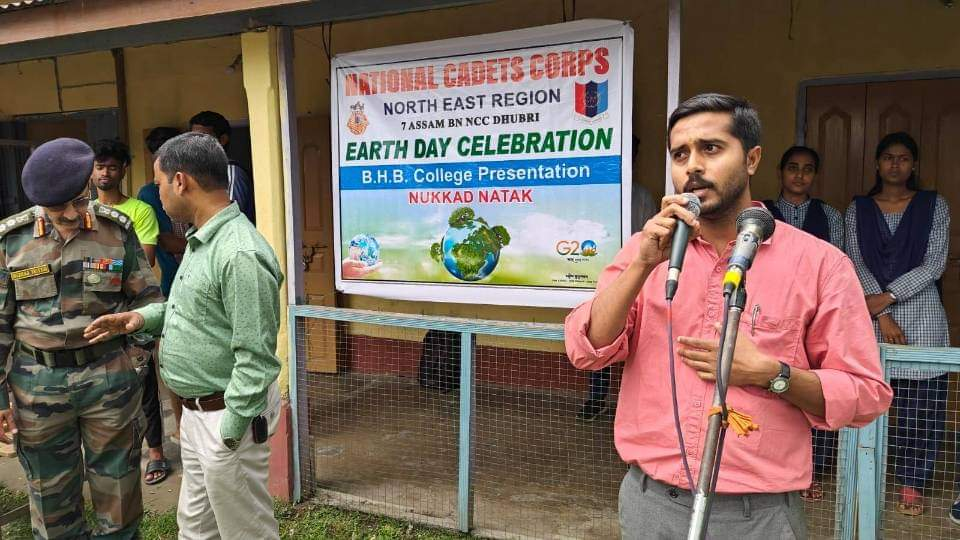 NATIONAL CADETS CORPS
NORTH EAST REGION
7 ASSAM BN NCC DHUBRI
EARTH DAY CELEBRATION
B.H.B. College Presentation
NUKKAD NATAK
G20